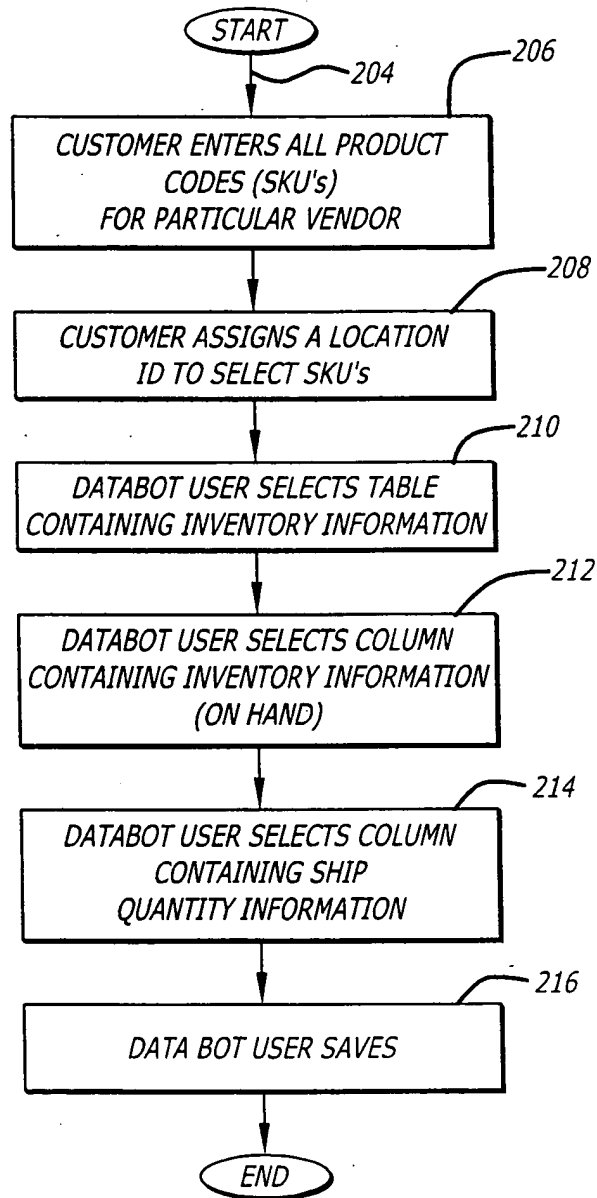 START
204
206
CUSTOMER ENTERS ALL PRODUCT
CODES (SKU's)
FOR PARTICULAR VENDOR
208
CUSTOMER ASSIGNS A LOCATION
ID TO SELECT SKU's
210
DATABOT USER SELECTS TABLE
CONTAINING INVENTORY INFORMATION
212
DATABOT USER SELECTS COLUMN
CONTAINING INVENTORY INFORMATION
(ON HAND)
214
DATABOT USER SELECTS COLUMN
CONTAINING SHIP
QUANTITY INFORMATION
216
DATA BOT USER SAVES
END